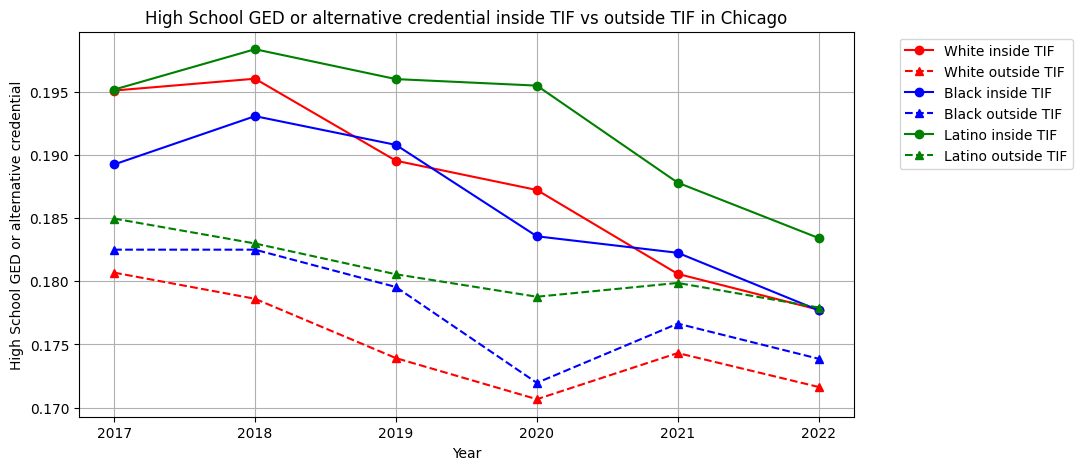 High School GED or alternative credential inside TIF vs outside TIF in Chicago
High School GED or alternative credential
0.195
0.190
0.185
0.180
0.175
0.170
2017
2018
2019
2020
2021
2022
Year
White inside TIF
White outside TIF
Black inside TIF
Black outside TIF
Latino inside TIF
Latino outside TIF